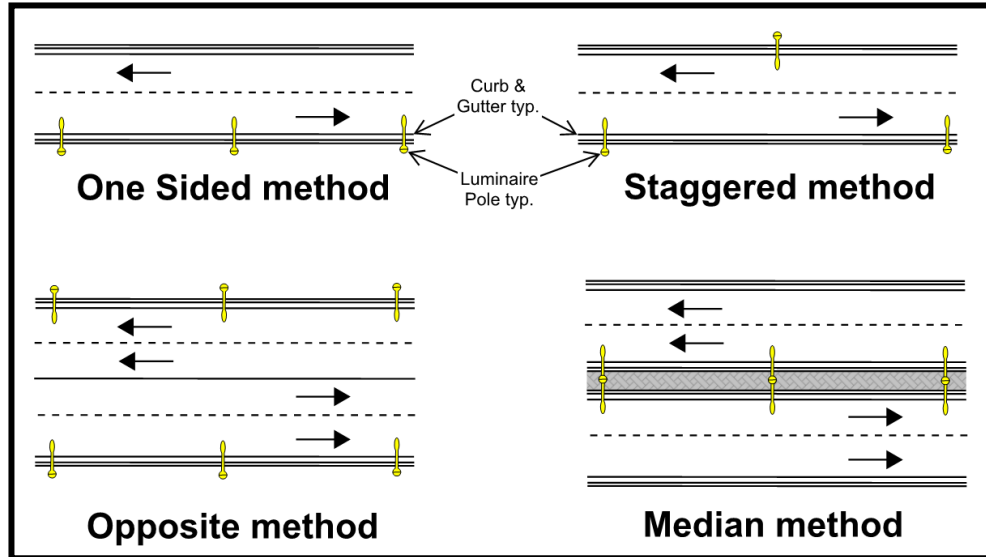 Curb &
Gutter typ.
Luminaire
Pole typ.
One Sided method
Staggered method
Opposite method
Median method